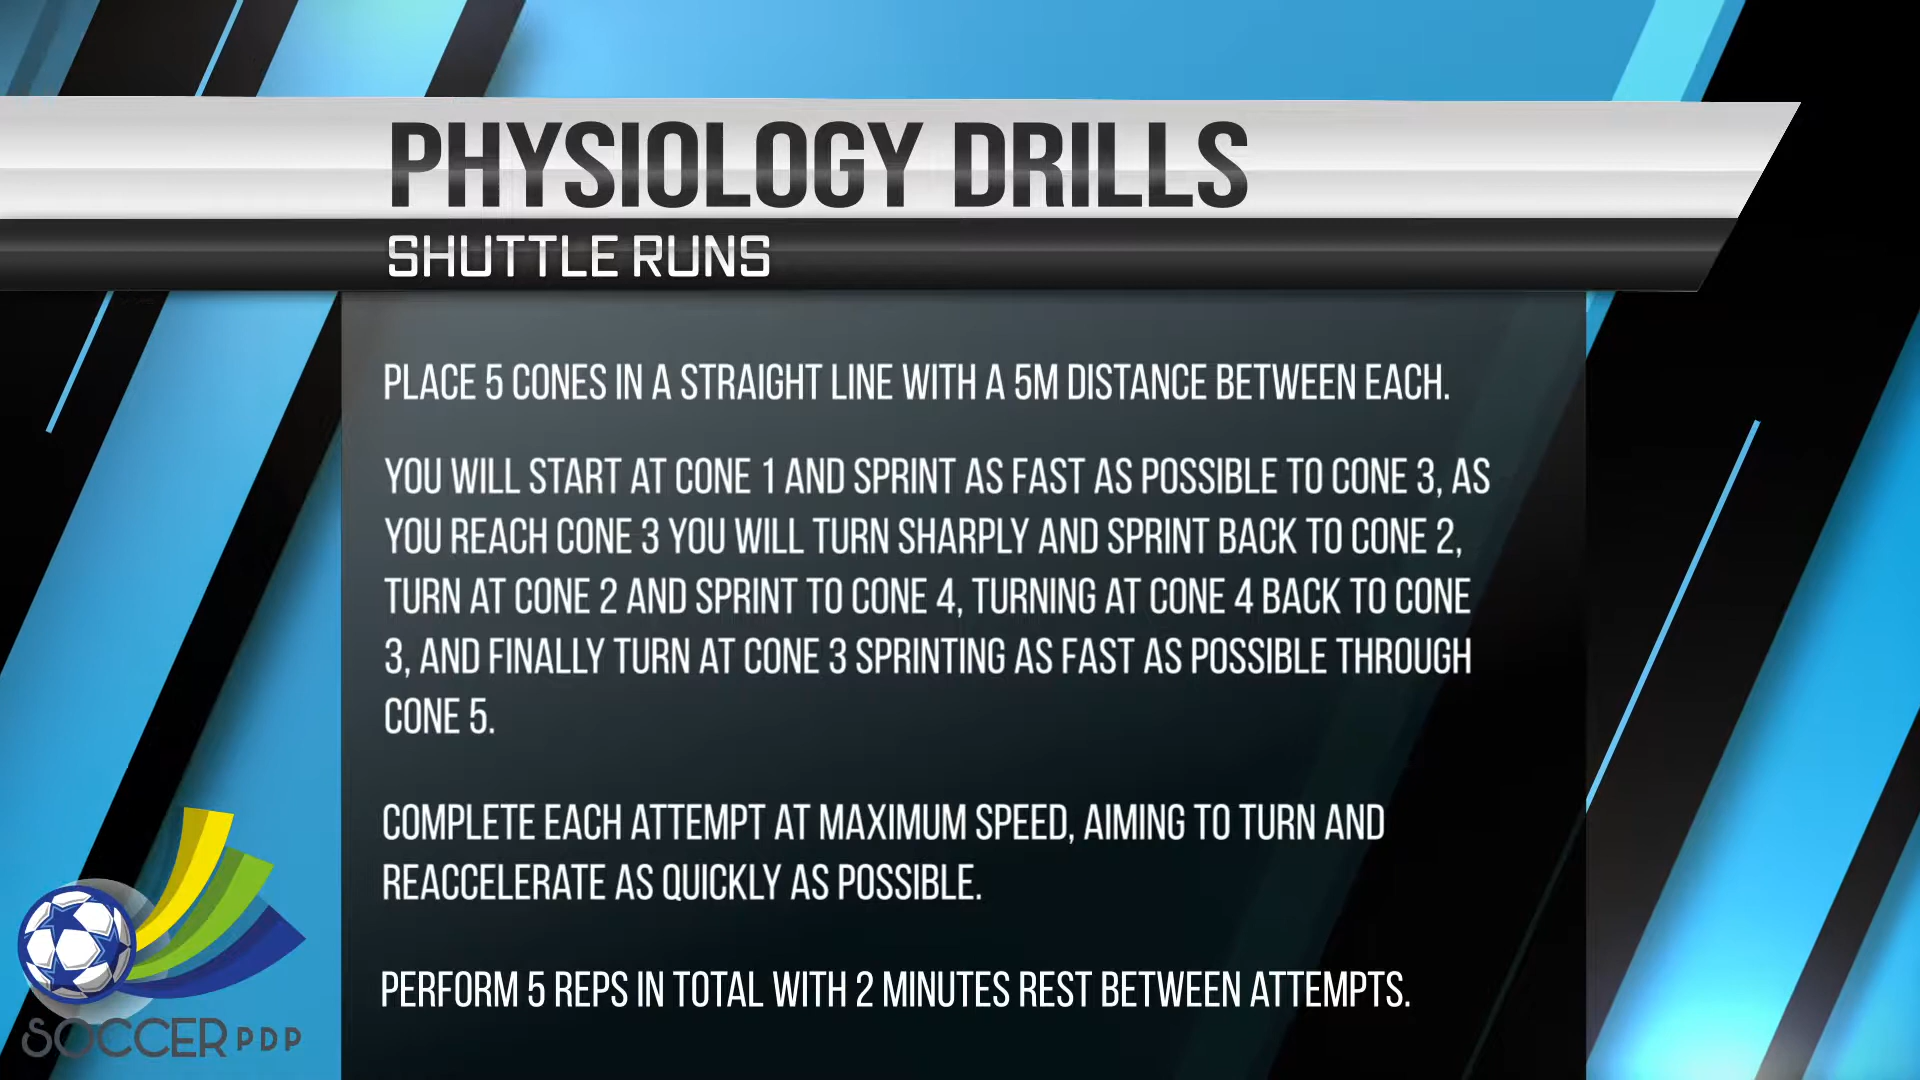 PHYSIOLOGY DRILLS
SHUTTLE RUNS
PLACE 5 CONES IN A STRAIGHT LINE WITH A 5M DISTANCE BETWEEN EACH.
YOU WILL START AT CONE 1 AND SPRINT AS FAST AS POSSIBLE TO CONE 3, AS
YOU REACH CONE 3 YOU WILL TURN SHARPLY AND SPRINT BACK TO CONE 2,
TURN AT CONE 2 AND SPRINT TO CONE 4, TURNING AT CONE 4 BACK TO CONE
3, AND FINALLY TURN AT CONE 3 SPRINTING AS FAST AS POSSIBLE THROUGH
CONE 5.
COMPLETE EACH ATTEMPT AT MAXIMUM SPEED, AIMING TO TURN AND
REACCELERATE AS QUICKLY AS POSSIBLE.
PERFORM 5 REPS IN TOTAL WITH 2 MINUTES REST BETWEEN ATTEMPTS.
SOCCER PDP